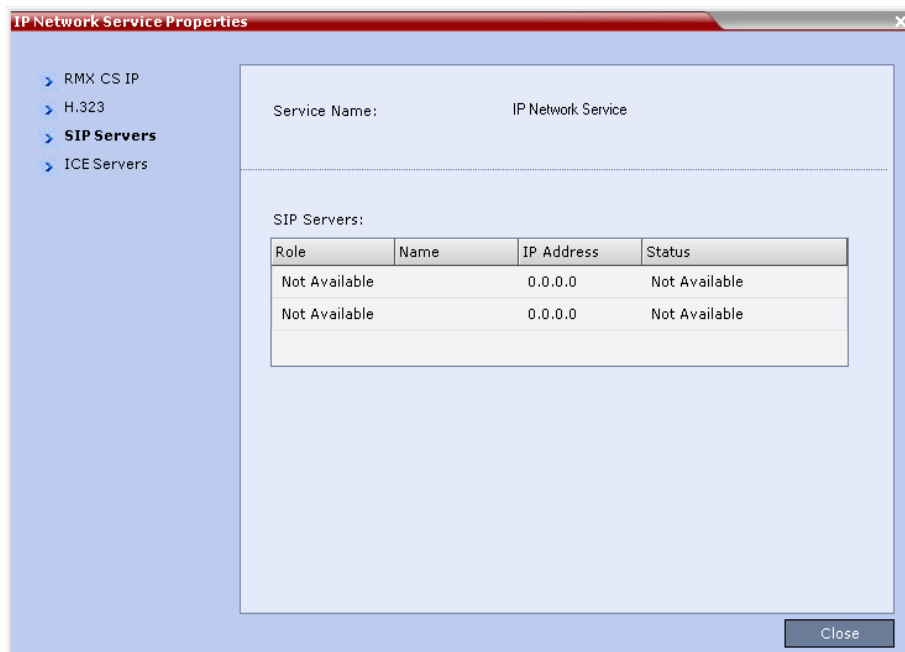 IP Network Service Properties
RMX CS IP
H.323
SIP Servers
ICE Servers
Service Name: IP Network Service
SIP Servers:
Role Name IP Address Status
Not Available 0.0.0.0 Not Available
Not Available 0.0.0.0 Not Available
Close